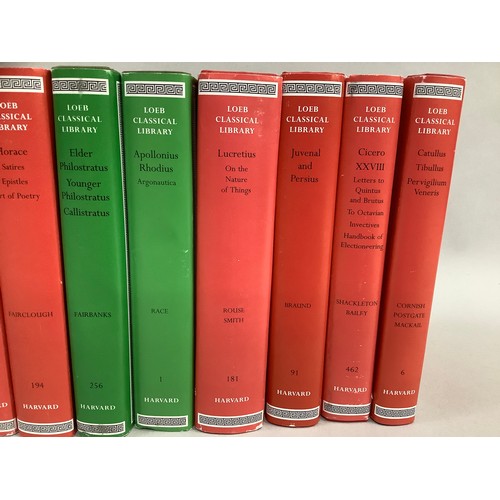 LOEB
CLASSICAL
LIBRARY
Horace
Satires
Epistles
Art of Poetry
FAIRCLOUGH
194
HARVARD
LOEB
CLASSICAL
LIBRARY
Elder
Philostratus
Younger
Philostratus
Callistratus
FAIRBANKS
256
HARVARD
LOEB
CLASSICAL
LIBRARY
Apollonius
Rhodius
Argonautica
RACE
1
HARVARD
LOEB
CLASSICAL
LIBRARY
Lucretius
On the
Nature
of Things
ROUSE
SMITH
181
HARVARD
LOEB
CLASSICAL
LIBRARY
Juvenal
and
Persius
BRAUND
91
HARVARD
LOEB
CLASSICAL
LIBRARY
Cicero
XXVIII
Letters to
Quintus
and Brutus
To Octavian
Invectives
Handbook of
Electioneering
SHACKLETON
BAILEY
462
HARVARD
LOEB
CLASSICAL
LIBRARY
Catullus
Tibullus
Pervigilium
Veneris
CORNISH
POSTGATE
MACKAIL
6
HARVARD